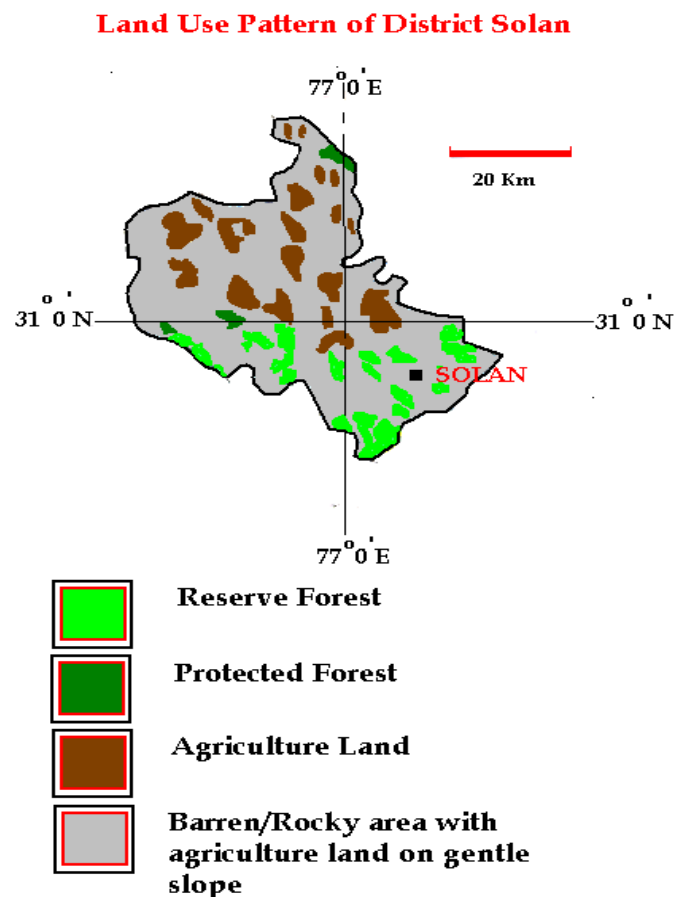 Land Use Pattern of District Solan
77°0'E
20 Km
31°0'N
31°0'N
SOLAN
77°0'E
Reserve Forest
Protected Forest
Agriculture Land
Barren/Rocky area with
agriculture land on gentle
slope